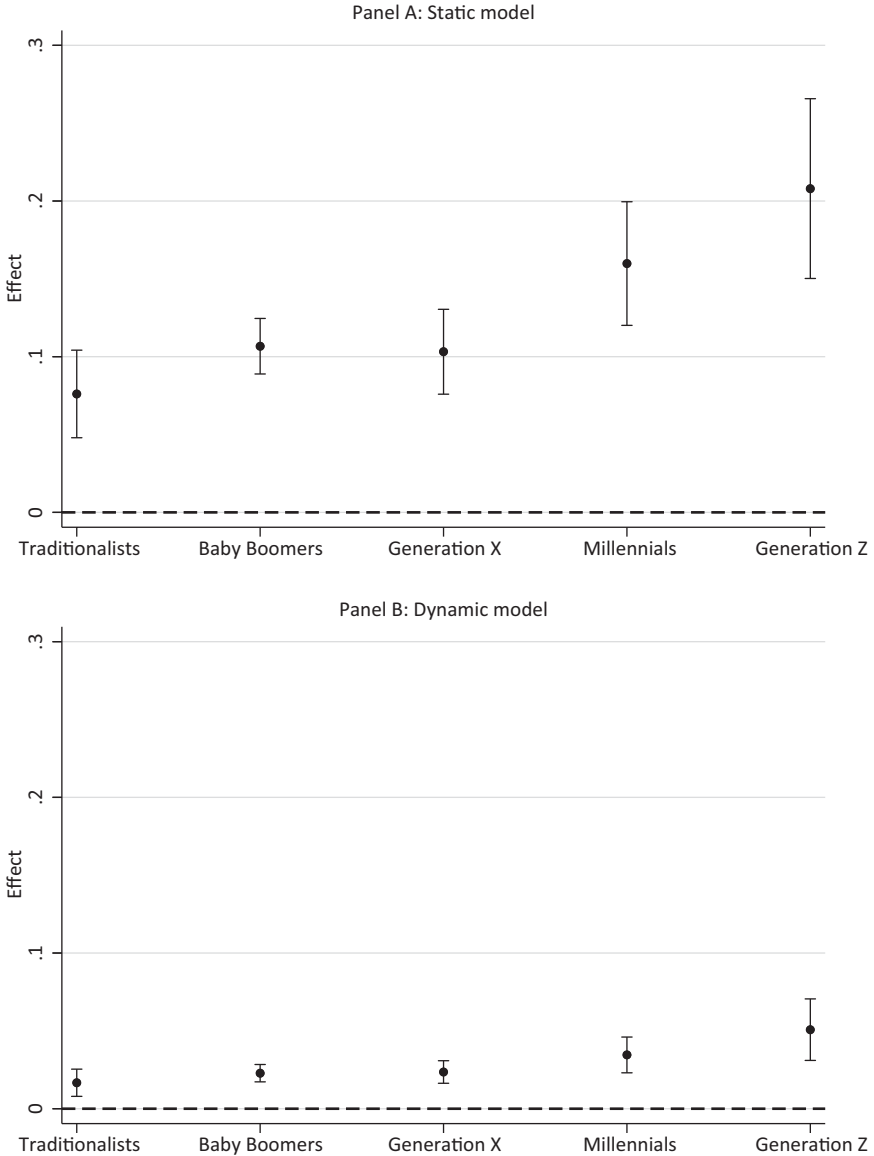 Panel A: Static model
.3
.2
Effect
.1
0
Traditionalists Baby Boomers Generation X Millennials Generation Z
Panel B: Dynamic model
.3
.2
Effect
.1
0
Traditionalists Baby Boomers Generation X Millennials Generation Z